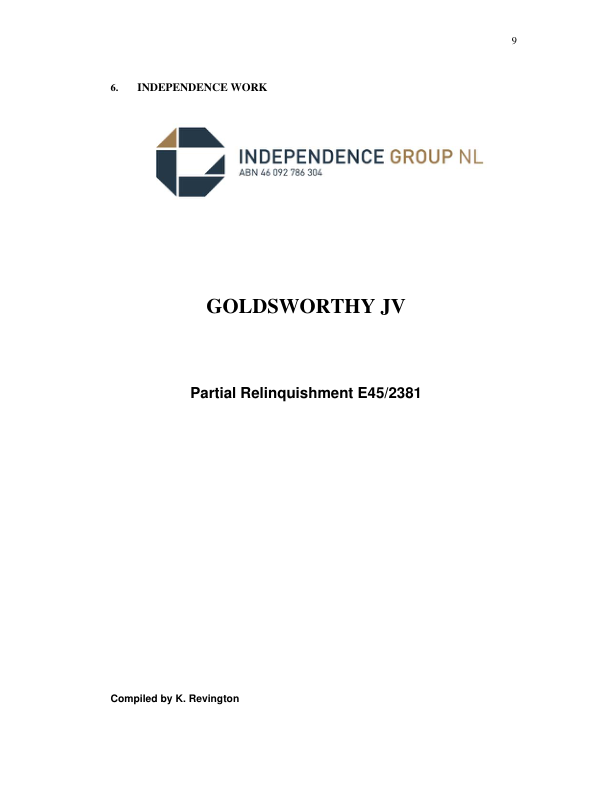 9
6. INDEPENDENCE WORK
INDEPENDENCE GROUP NL
ABN 46 092 786 304
GOLDSWORTHY JV
Partial Relinquishment E45/2381
Compiled by K. Revington